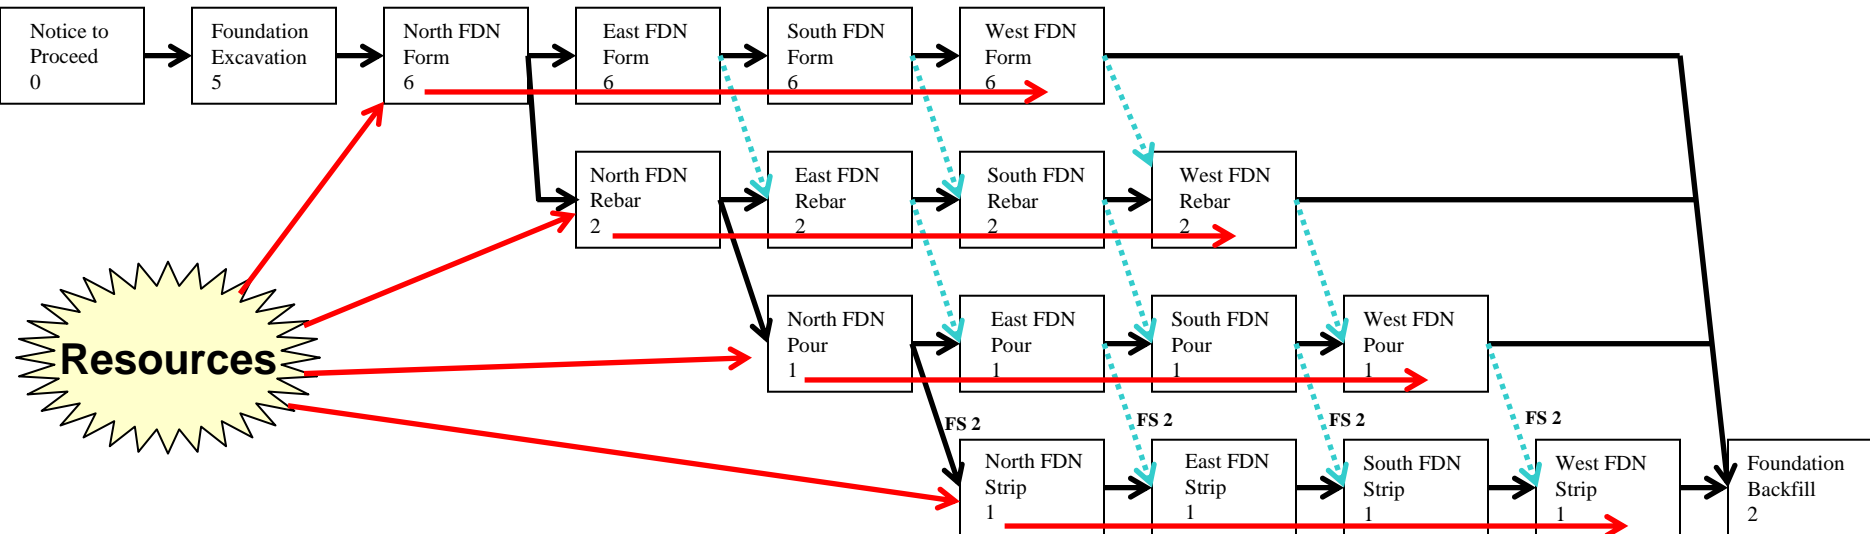 Notice to
Proceed
0
Foundation
Excavation
5
North FDN
Form
6
East FDN
Form
6
South FDN
Form
6
West FDN
Form
6
North FDN
Rebar
2
East FDN
Rebar
2
South FDN
Rebar
2
West FDN
Rebar
2
Resources
North FDN
Pour
1
East FDN
Pour
1
South FDN
Pour
1
West FDN
Pour
1
FS 2
FS 2
FS 2
FS 2
North FDN
Strip
1
East FDN
Strip
1
South FDN
Strip
1
West FDN
Strip
1
Foundation
Backfill
2